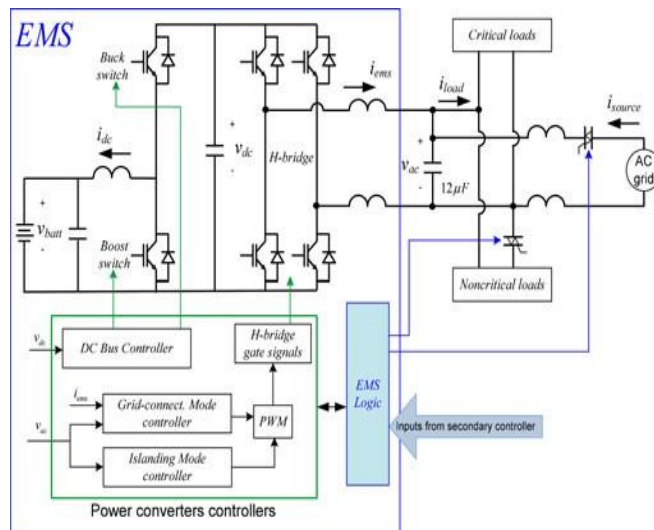 EMS
Buck
switch
i_dc
+
v_batt
-
Boost
switch
+
v_dc
-
H-bridge
i_ems
i_load
+
v_ac
-
12μF
Critical loads
i_source
AC
grid
Noncritical loads
v_dc
DC Bus Controller
H-bridge
gate signals
i_ems
Grid-connect. Mode
controller
PWM
v_ac
Islanding Mode
controller
EMS
Logic
Inputs from secondary controller
Power converters controllers